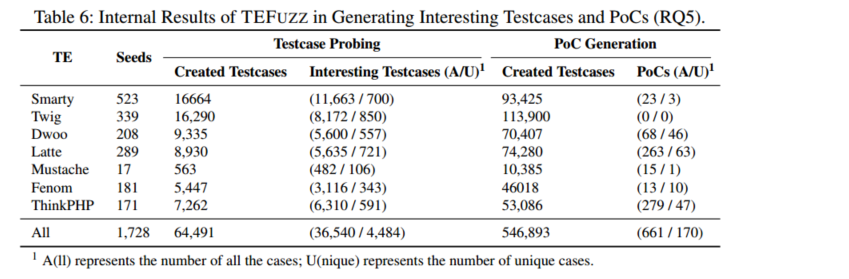 Table 6: Internal Results of TEFUZZ in Generating Interesting Testcases and PoCs (RQ5).
TE Seeds Testcase Probing PoC Generation
Created Testcases Interesting Testcases (A/U)¹ Created Testcases PoCs (A/U)¹
Smarty 523 16664 (11,663 / 700) 93,425 (23 / 3)
Twig 339 16,290 (8,172 / 850) 113,900 (0 / 0)
Dwoo 208 9,335 (5,600 / 557) 70,407 (68 / 46)
Latte 289 8,930 (5,635 / 721) 74,280 (263 / 63)
Mustache 17 563 (482 / 106) 10,385 (15 / 1)
Fenom 181 5,447 (3,116 / 343) 46018 (13 / 10)
ThinkPHP 171 7,262 (6,310 / 591) 53,086 (279 / 47)
All 1,728 64,491 (36,540 / 4,484) 546,893 (661 / 170)
¹ A(ll) represents the number of all the cases; U(nique) represents the number of unique cases.